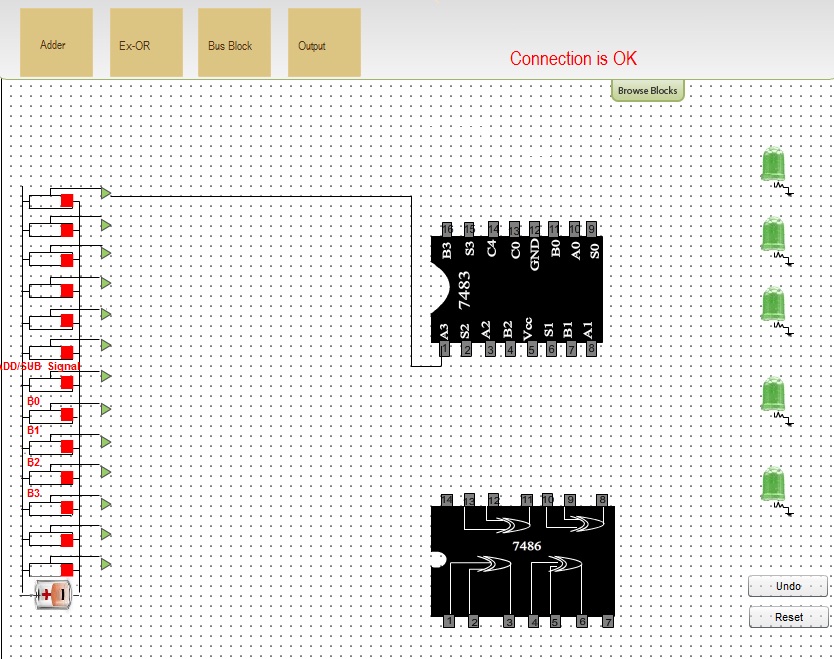 Adder
Ex-OR
Bus Block
Output
Connection is OK
Browse Blocks
16 15 14 13 12 11 10 9
B3 S3 C4 C0 GND B0 A0 S0
7483
A3 S2 A2 B2 Vcc S1 B1 A1
1 2 3 4 5 6 7 8
DD/SUB Signal
B0
B1
B2
B3
14 13 12 11 10 9 8
7486
1 2 3 4 5 6 7
Undo
Reset